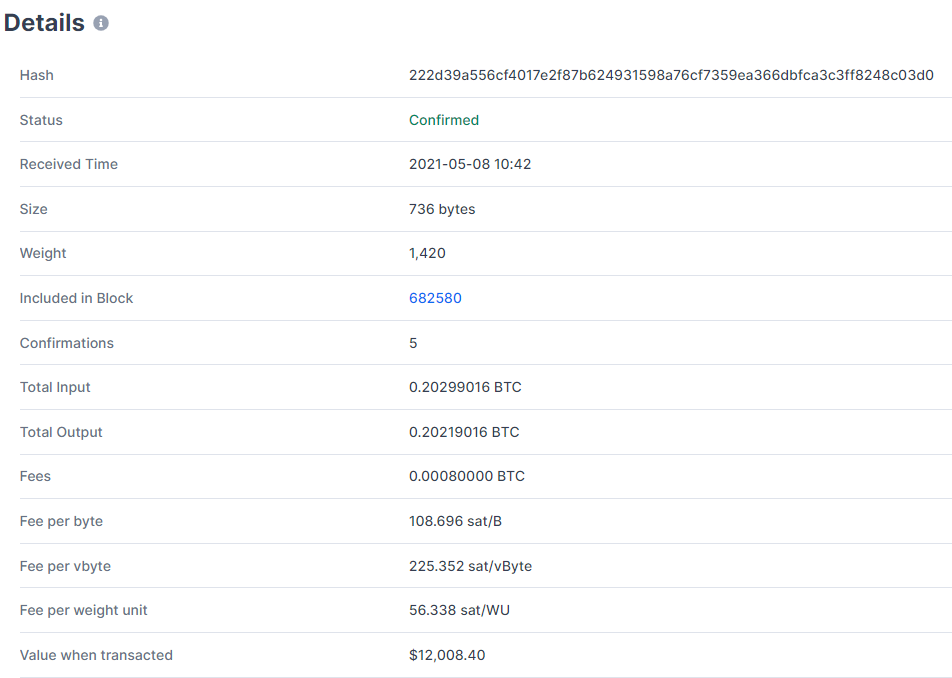 Details
Hash 222d39a556cf4017e2f87b624931598a76cf7359ea366dbfca3c3ff8248c03d0
Status Confirmed
Received Time 2021-05-08 10:42
Size 736 bytes
Weight 1,420
Included in Block 682580
Confirmations 5
Total Input 0.20299016 BTC
Total Output 0.20219016 BTC
Fees 0.00080000 BTC
Fee per byte 108.696 sat/B
Fee per vbyte 225.352 sat/vByte
Fee per weight unit 56.338 sat/WU
Value when transacted $12,008.40